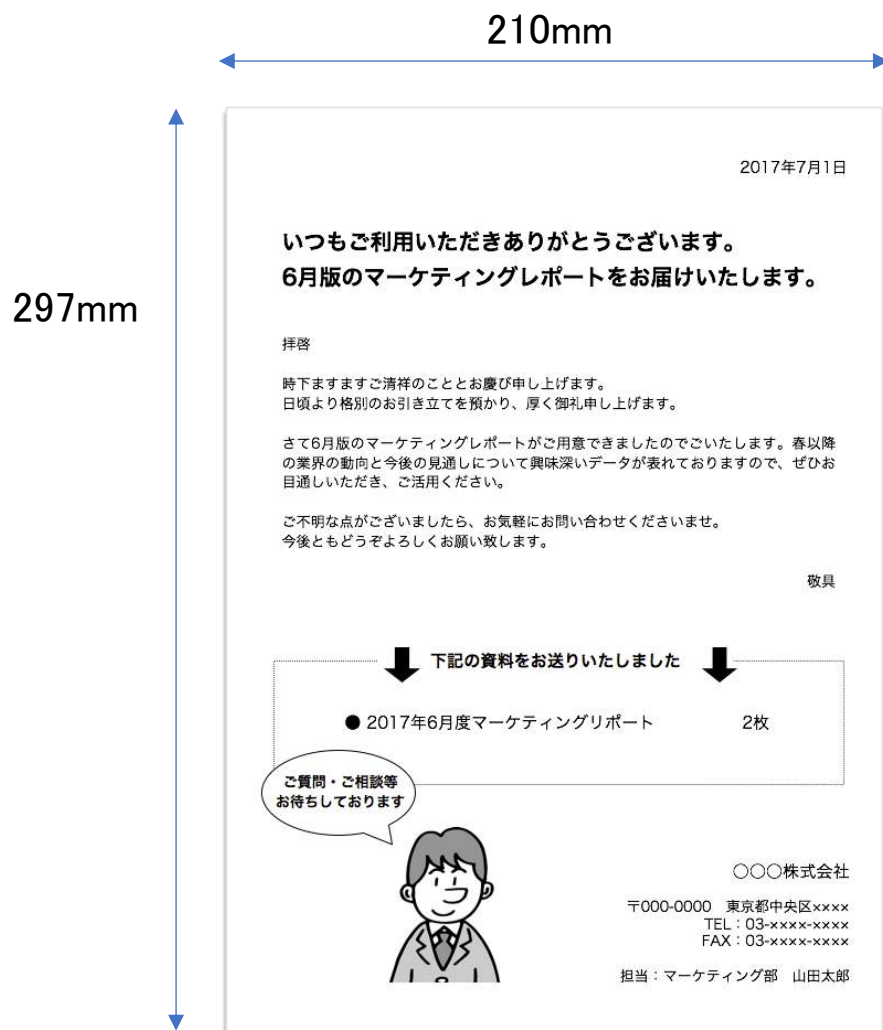 210mm
297mm
2017年7月1日
いつもご利用いただきありがとうございます。
6月版のマーケティングレポートをお届けいたします。
拝啓
時下ますますご清祥のこととお慶び申し上げます。
日頃より格別のお引き立てを預かり、厚く御礼申し上げます。
さて6月版のマーケティングレポートがご用意できましたのでごいたします。春以降
の業界の動向と今後の見通しについて興味深いデータが表れておりますので、ぜひお
目通しいただき、ご活用ください。
ご不明な点がございましたら、お気軽にお問い合わせくださいませ。
今後ともどうぞよろしくお願い致します。
敬具
下記の資料をお送りいたしました
● 2017年6月度マーケティングリポート 2枚
ご質問・ご相談等
お待ちしております
〇〇〇株式会社
〒000-0000 東京都中央区××××
TEL：03-××××-××××
FAX：03-××××-××××
担当：マーケティング部 山田太郎